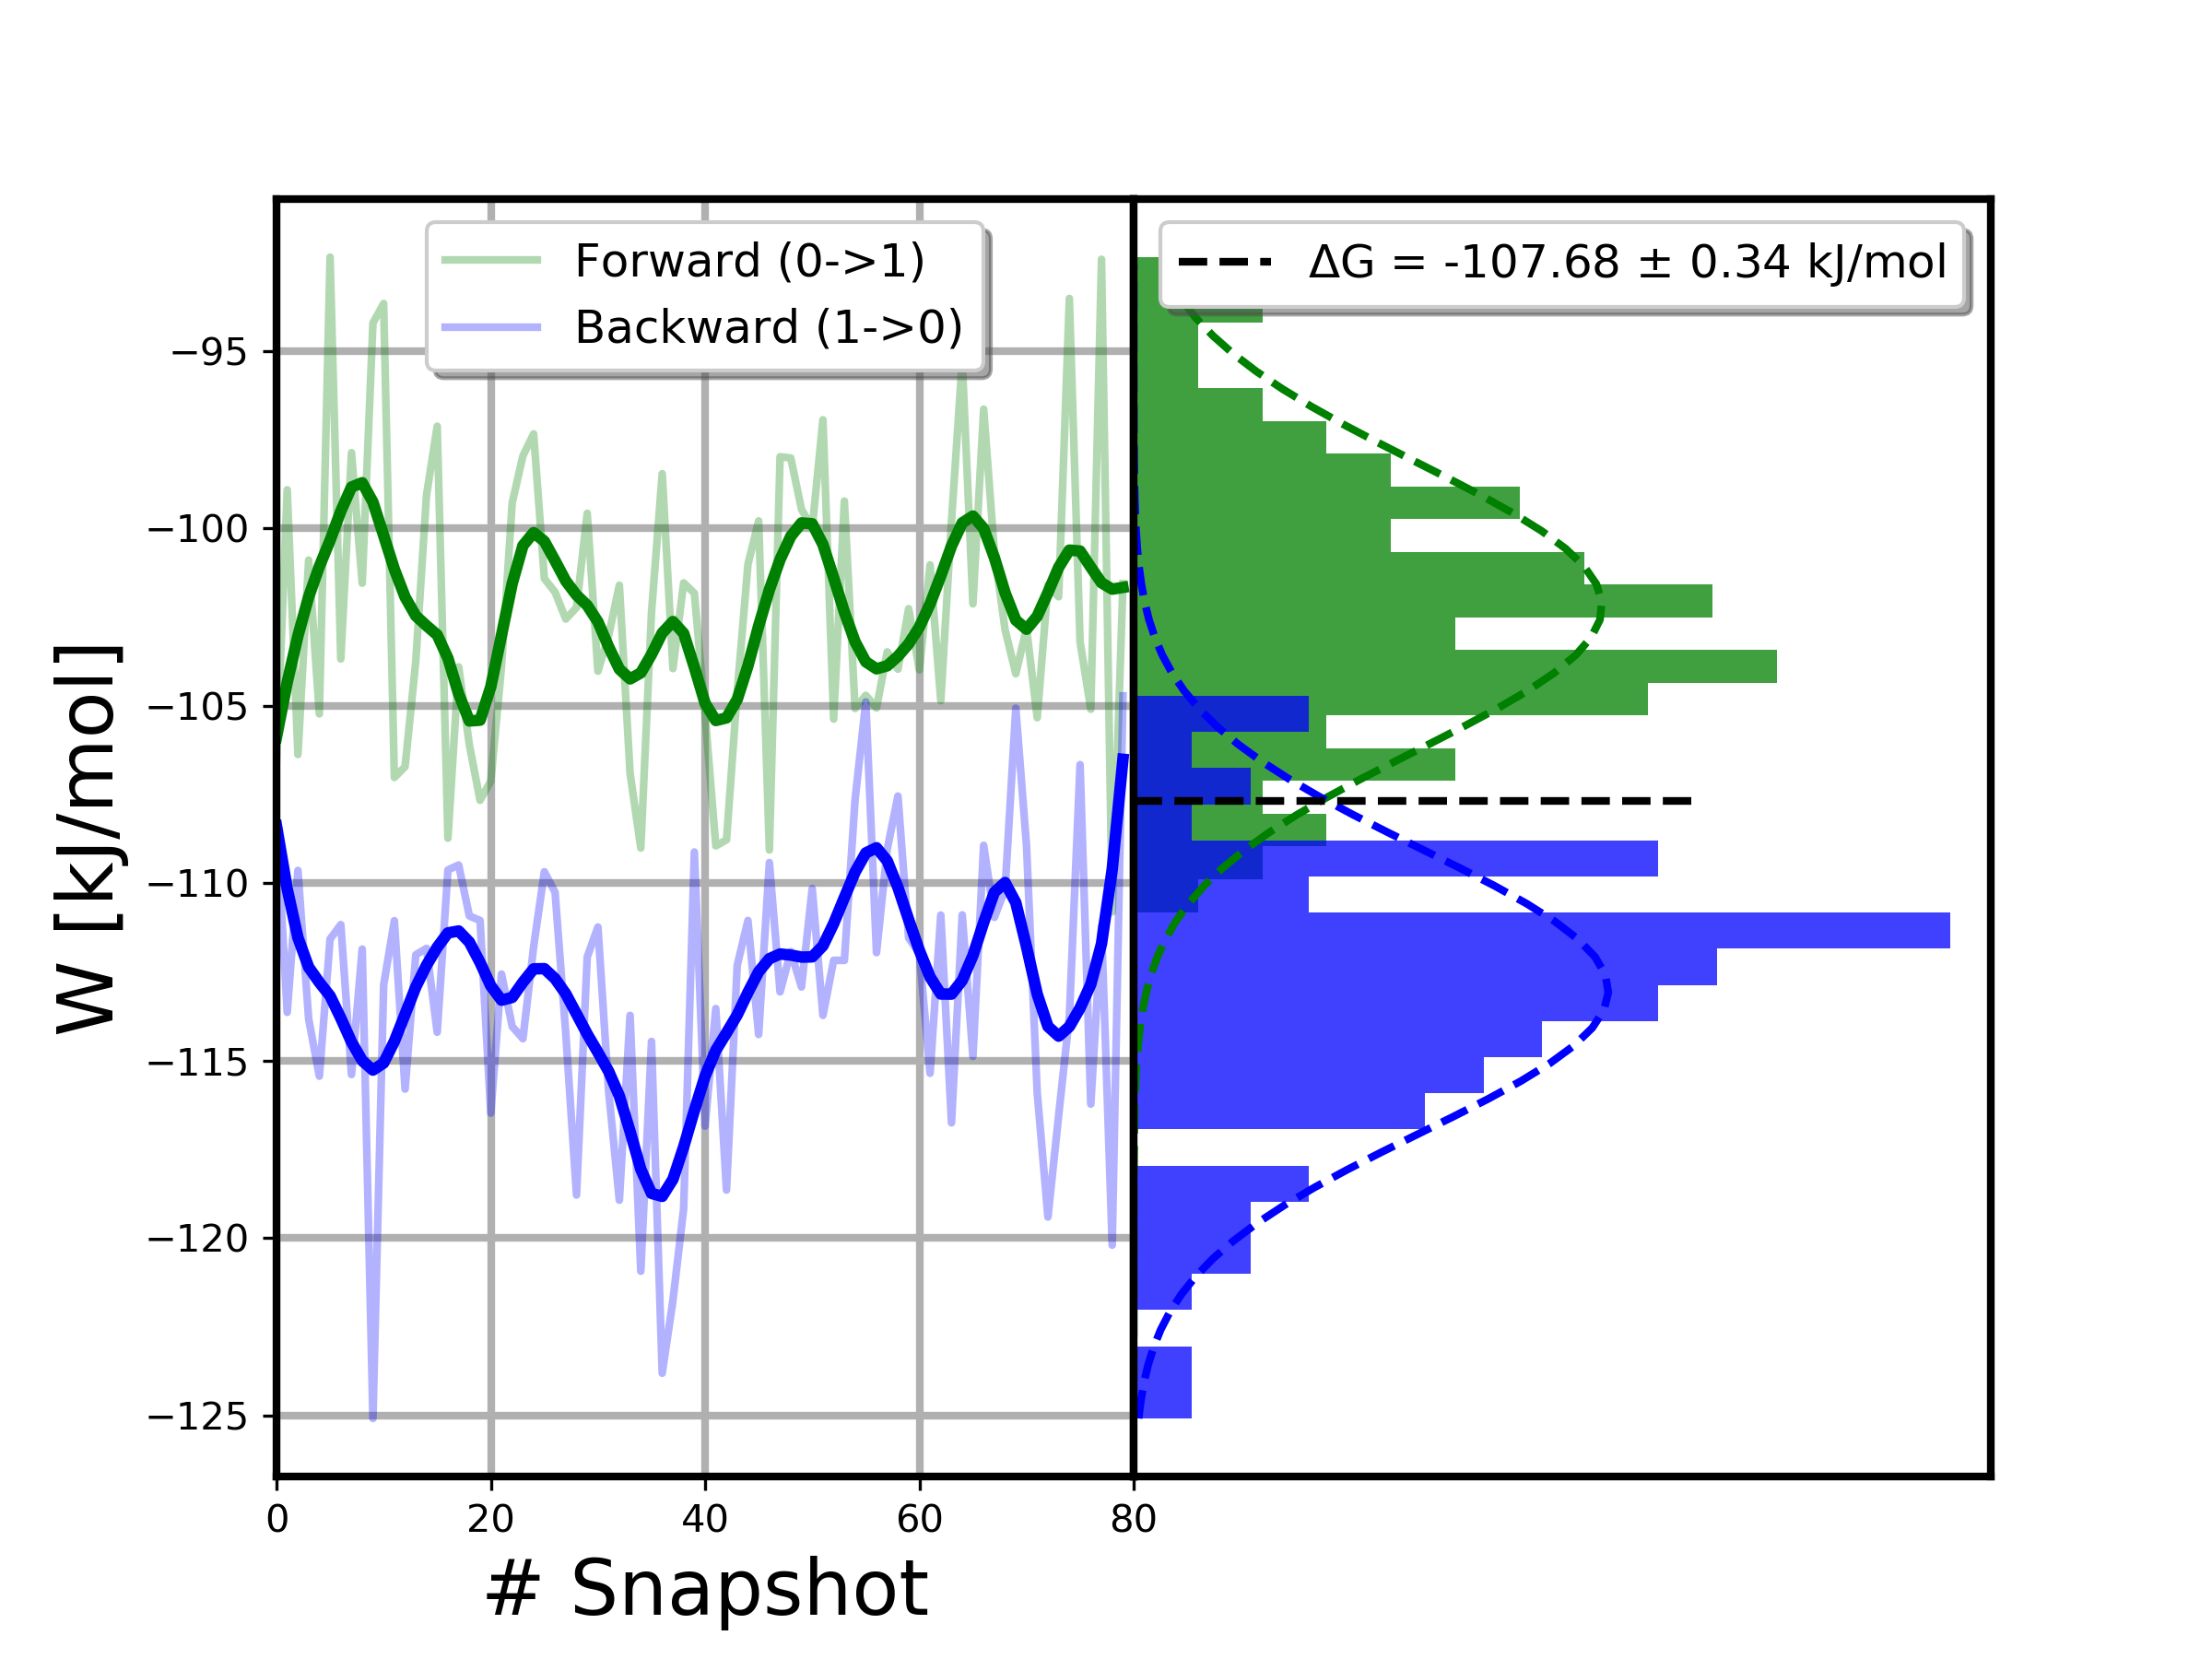 Forward (0->1)
Backward (1->0)
ΔG = -107.68 ± 0.34 kJ/mol
W [kJ/mol]
−95
−100
−105
−110
−115
−120
−125
0 20 40 60 80
# Snapshot